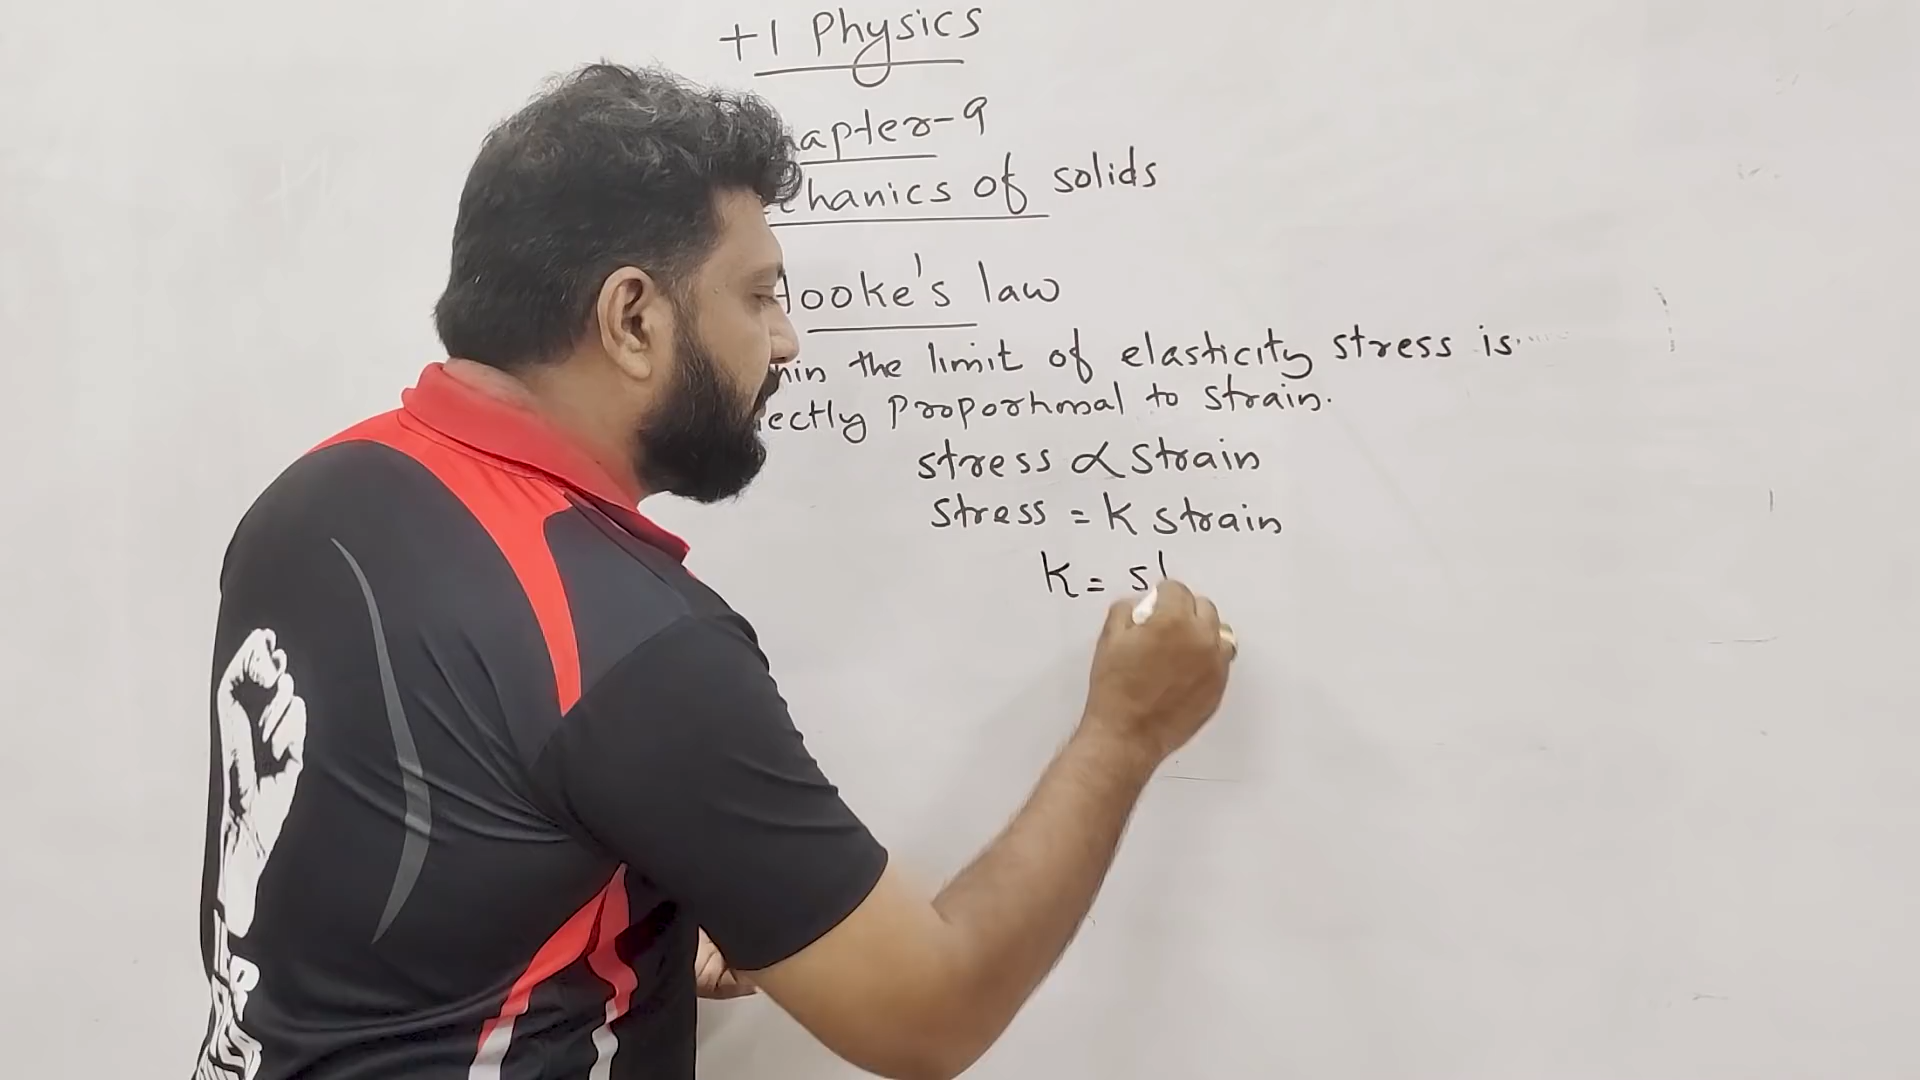 +1 Physics
apter-9
chanics of solids
Hooke's law
hin the limit of elasticity stress is
ectly proportional to strain.
stress ∝ strain
stress = K strain
K = st